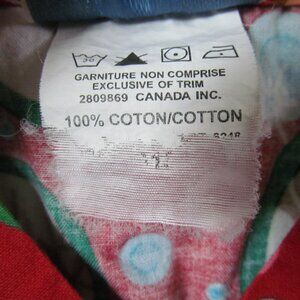 GARNITURE NON COMPRISE
EXCLUSIVE OF TRIM
2809869 CANADA INC.
100% COTON/COTTON